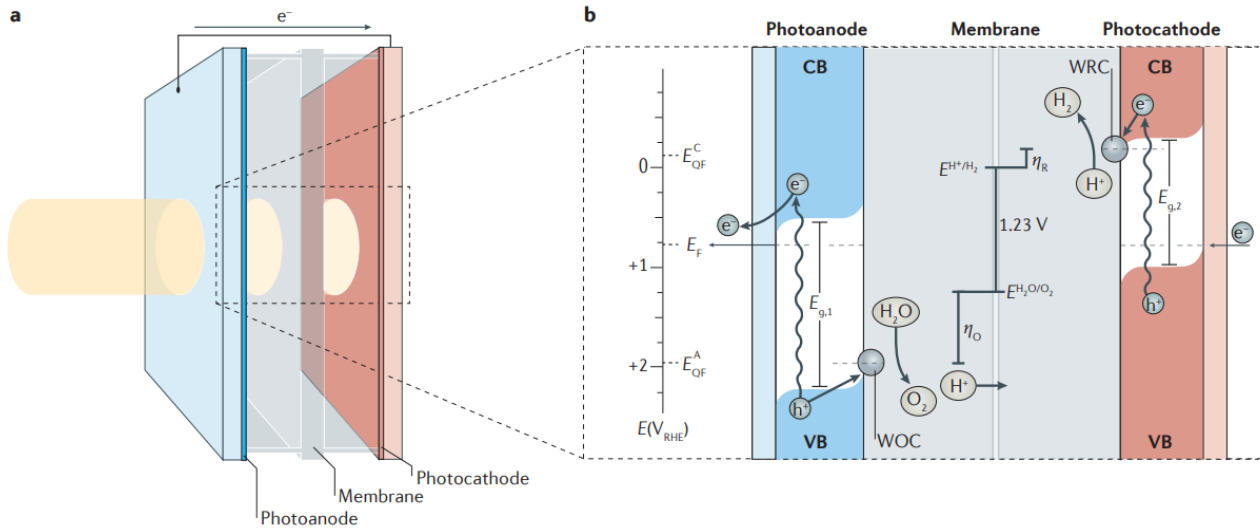 a
e⁻
Photoanode
Membrane
Photocathode
b
Photoanode
Membrane
Photocathode
CB
WRC
CB
H₂
e⁻
0
E_QF^C
E^H⁺/H₂
η_R
H⁺
e⁻
E_g,2
e⁻
1.23 V
e⁻
E_F
+1
E^H₂O/O₂
h⁺
E_g,1
H₂O
η_O
+2
E_QF^A
H⁺
h⁺
O₂
E(V_RHE)
VB
WOC
VB